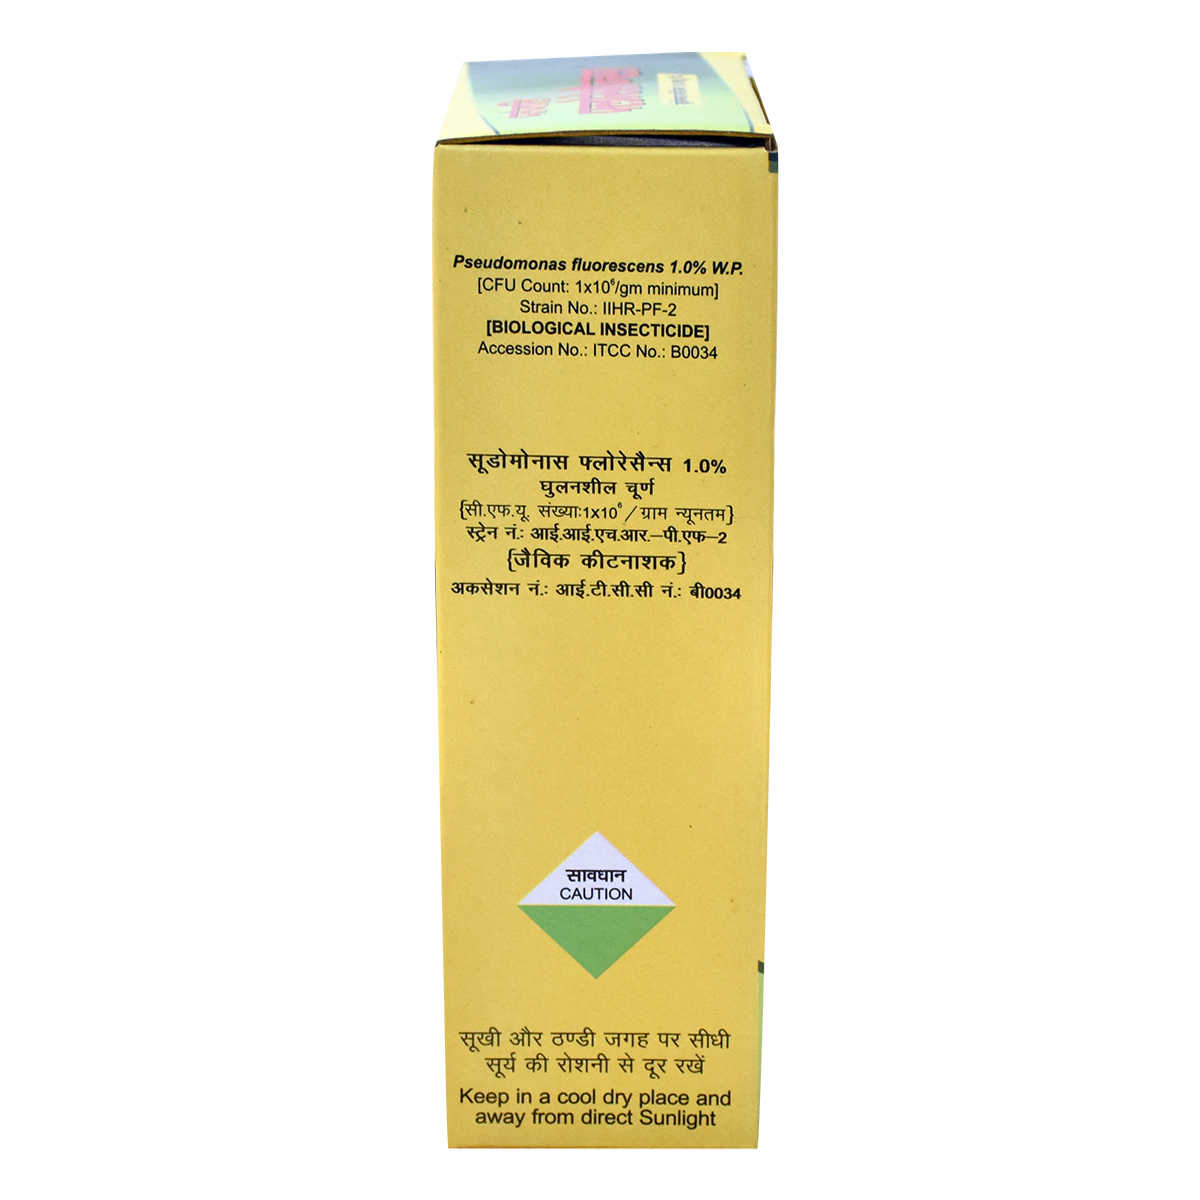 Pseudomonas fluorescens 1.0% W.P.
[CFU Count: 1x10⁶/gm minimum]
Strain No.: IIHR-PF-2
[BIOLOGICAL INSECTICIDE]
Accession No.: ITCC No.: B0034
सूडोमोनास फ्लोरेसैन्स 1.0%
घुलनशील चूर्ण
{सी.एफ.यू. संख्याः1x10⁶/ग्राम न्यूनतम}
स्ट्रेन नं.: आई.आई.एच.आर.–पी.एफ–2
{जैविक कीटनाशक}
अकसेशन नं.: आई.टी.सी.सी नं.: बी0034
सावधान
CAUTION
सूखी और ठण्डी जगह पर सीधी
सूर्य की रोशनी से दूर रखें
Keep in a cool dry place and
away from direct Sunlight